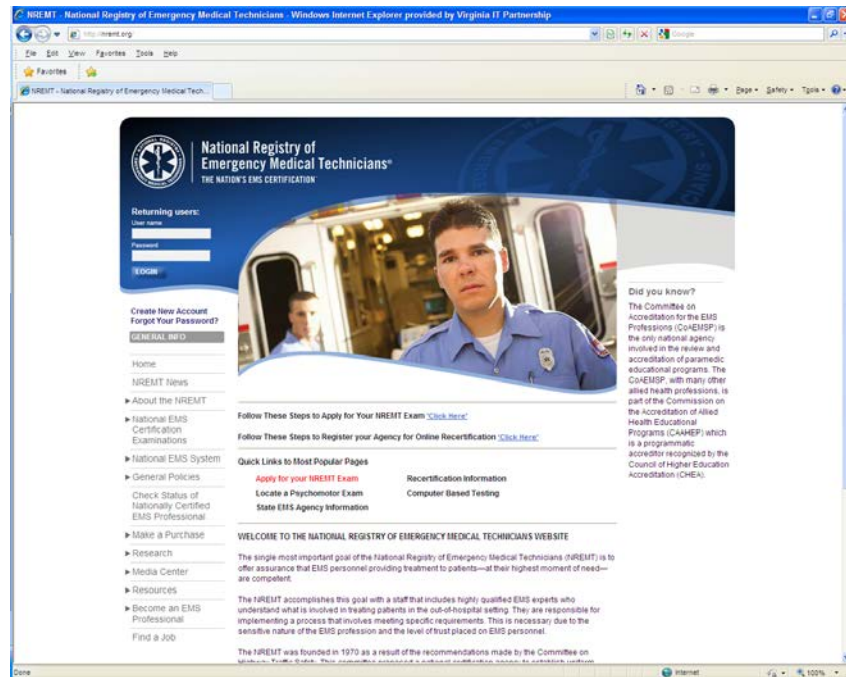 NREMT - National Registry of Emergency Medical Technicians - Windows Internet Explorer provided by Virginia IT Partnership
http://nremt.org
Google
File Edit View Favorites Tools Help
Favorites
NREMT - National Registry of Emergency Medical Tech...
Page Safety Tools
National Registry of
Emergency Medical Technicians®
THE NATION'S EMS CERTIFICATION
Returning users:
User name
Password
LOGIN
Create New Account
Forgot Your Password?
GENERAL INFO
Home
NREMT News
About the NREMT
National EMS
Certification
Examinations
National EMS System
General Policies
Check Status of
Nationally Certified
EMS Professional
Make a Purchase
Research
Media Center
Resources
Become an EMS
Professional
Find a Job
Follow These Steps to Apply for Your NREMT Exam 'Click Here'
Follow These Steps to Register your Agency for Online Recertification 'Click Here'
Quick Links to Most Popular Pages
Apply for your NREMT Exam
Recertification Information
Locate a Psychomotor Exam
Computer Based Testing
State EMS Agency Information
WELCOME TO THE NATIONAL REGISTRY OF EMERGENCY MEDICAL TECHNICIANS WEBSITE
The single most important goal of the National Registry of Emergency Medical Technicians (NREMT) is to
offer assurance that EMS personnel providing treatment to patients—at their highest moment of need—
are competent.
The NREMT accomplishes this goal with a staff that includes highly qualified EMS experts who
understand what is involved in treating patients in the out-of-hospital setting. They are responsible for
implementing a process that involves meeting specific requirements. This is necessary due to the
sensitive nature of the EMS profession and the level of trust placed on EMS personnel.
The NREMT was founded in 1970 as a result of the recommendations made by the Committee on
Did you know?
The Committee on
Accreditation for the EMS
Professions (CoAEMSP) is
the only national agency
involved in the review and
accreditation of paramedic
educational programs. The
CoAEMSP, with many other
allied health professions, is
part of the Commission on
the Accreditation of Allied
Health Educational
Programs (CAAHEP) which
is a programmatic
accreditor recognized by the
Council of Higher Education
Accreditation (CHEA).
Done
Internet
100%